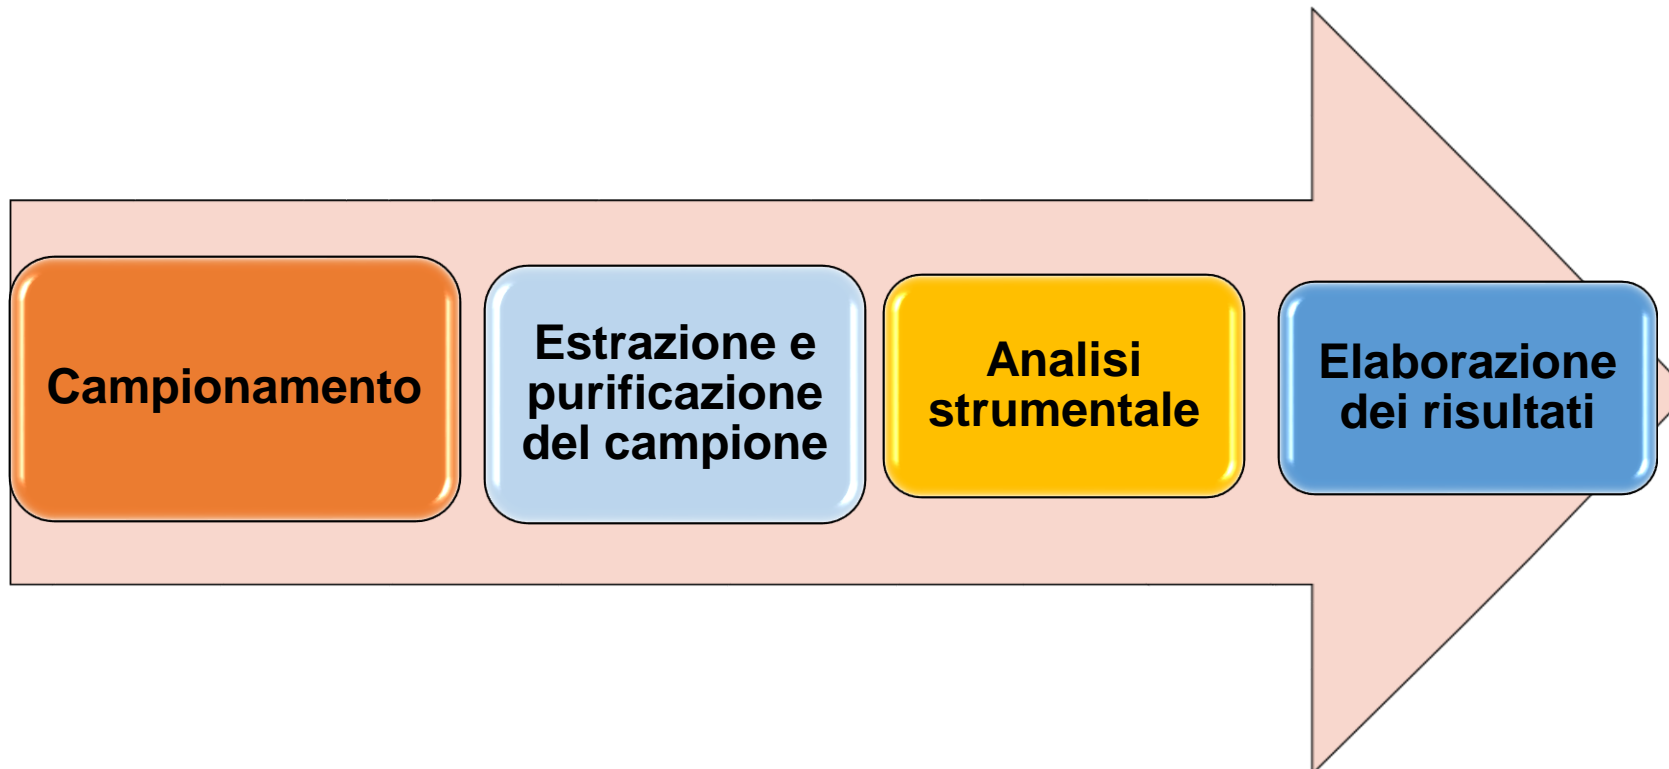 Campionamento
Estrazione e
purificazione
del campione
Analisi
strumentale
Elaborazione
dei risultati